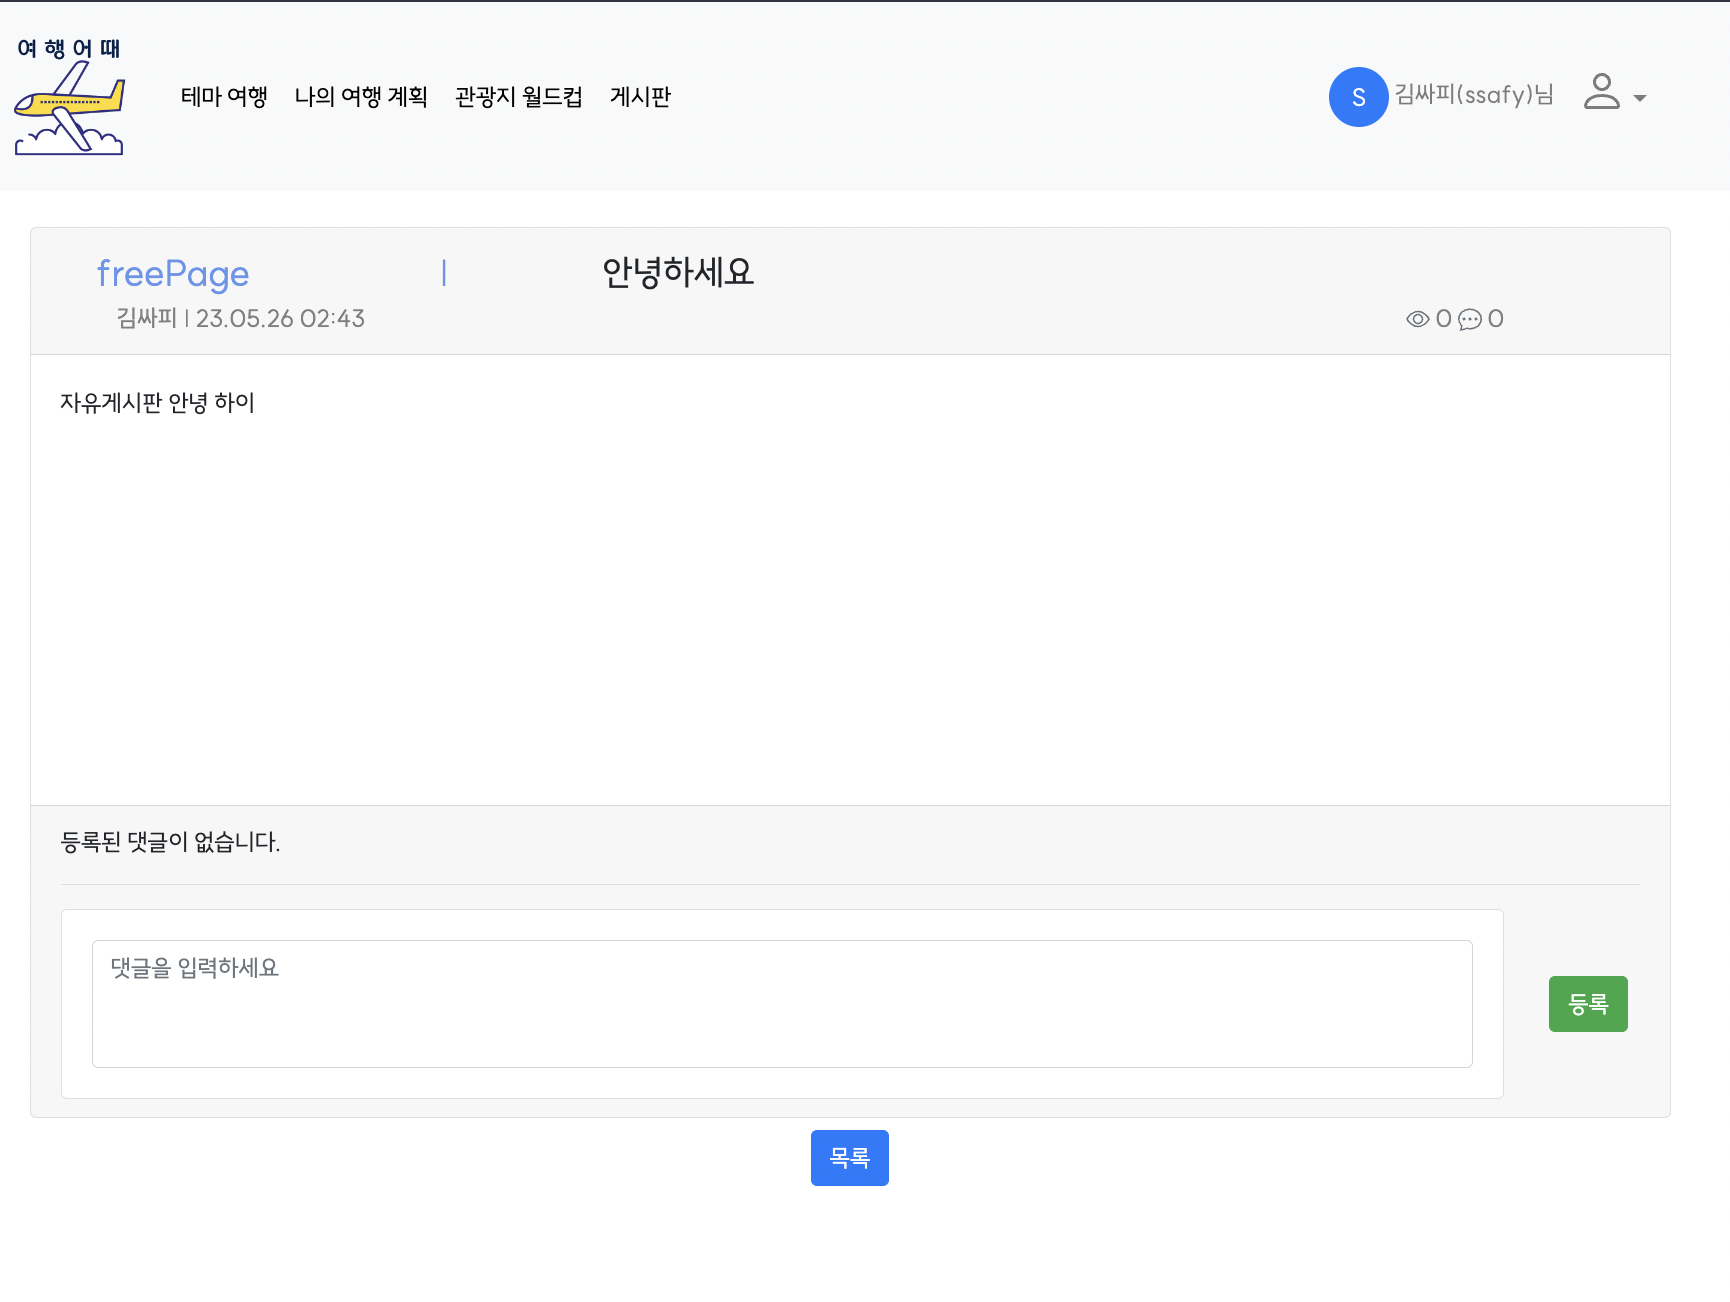 여행어때
테마 여행 나의 여행 계획 관광지 월드컵 게시판
S 김싸피(ssafy)님
freePage | 안녕하세요
김싸피 | 23.05.26 02:43 0 0
자유게시판 안녕 하이
등록된 댓글이 없습니다.
댓글을 입력하세요
등록
목록